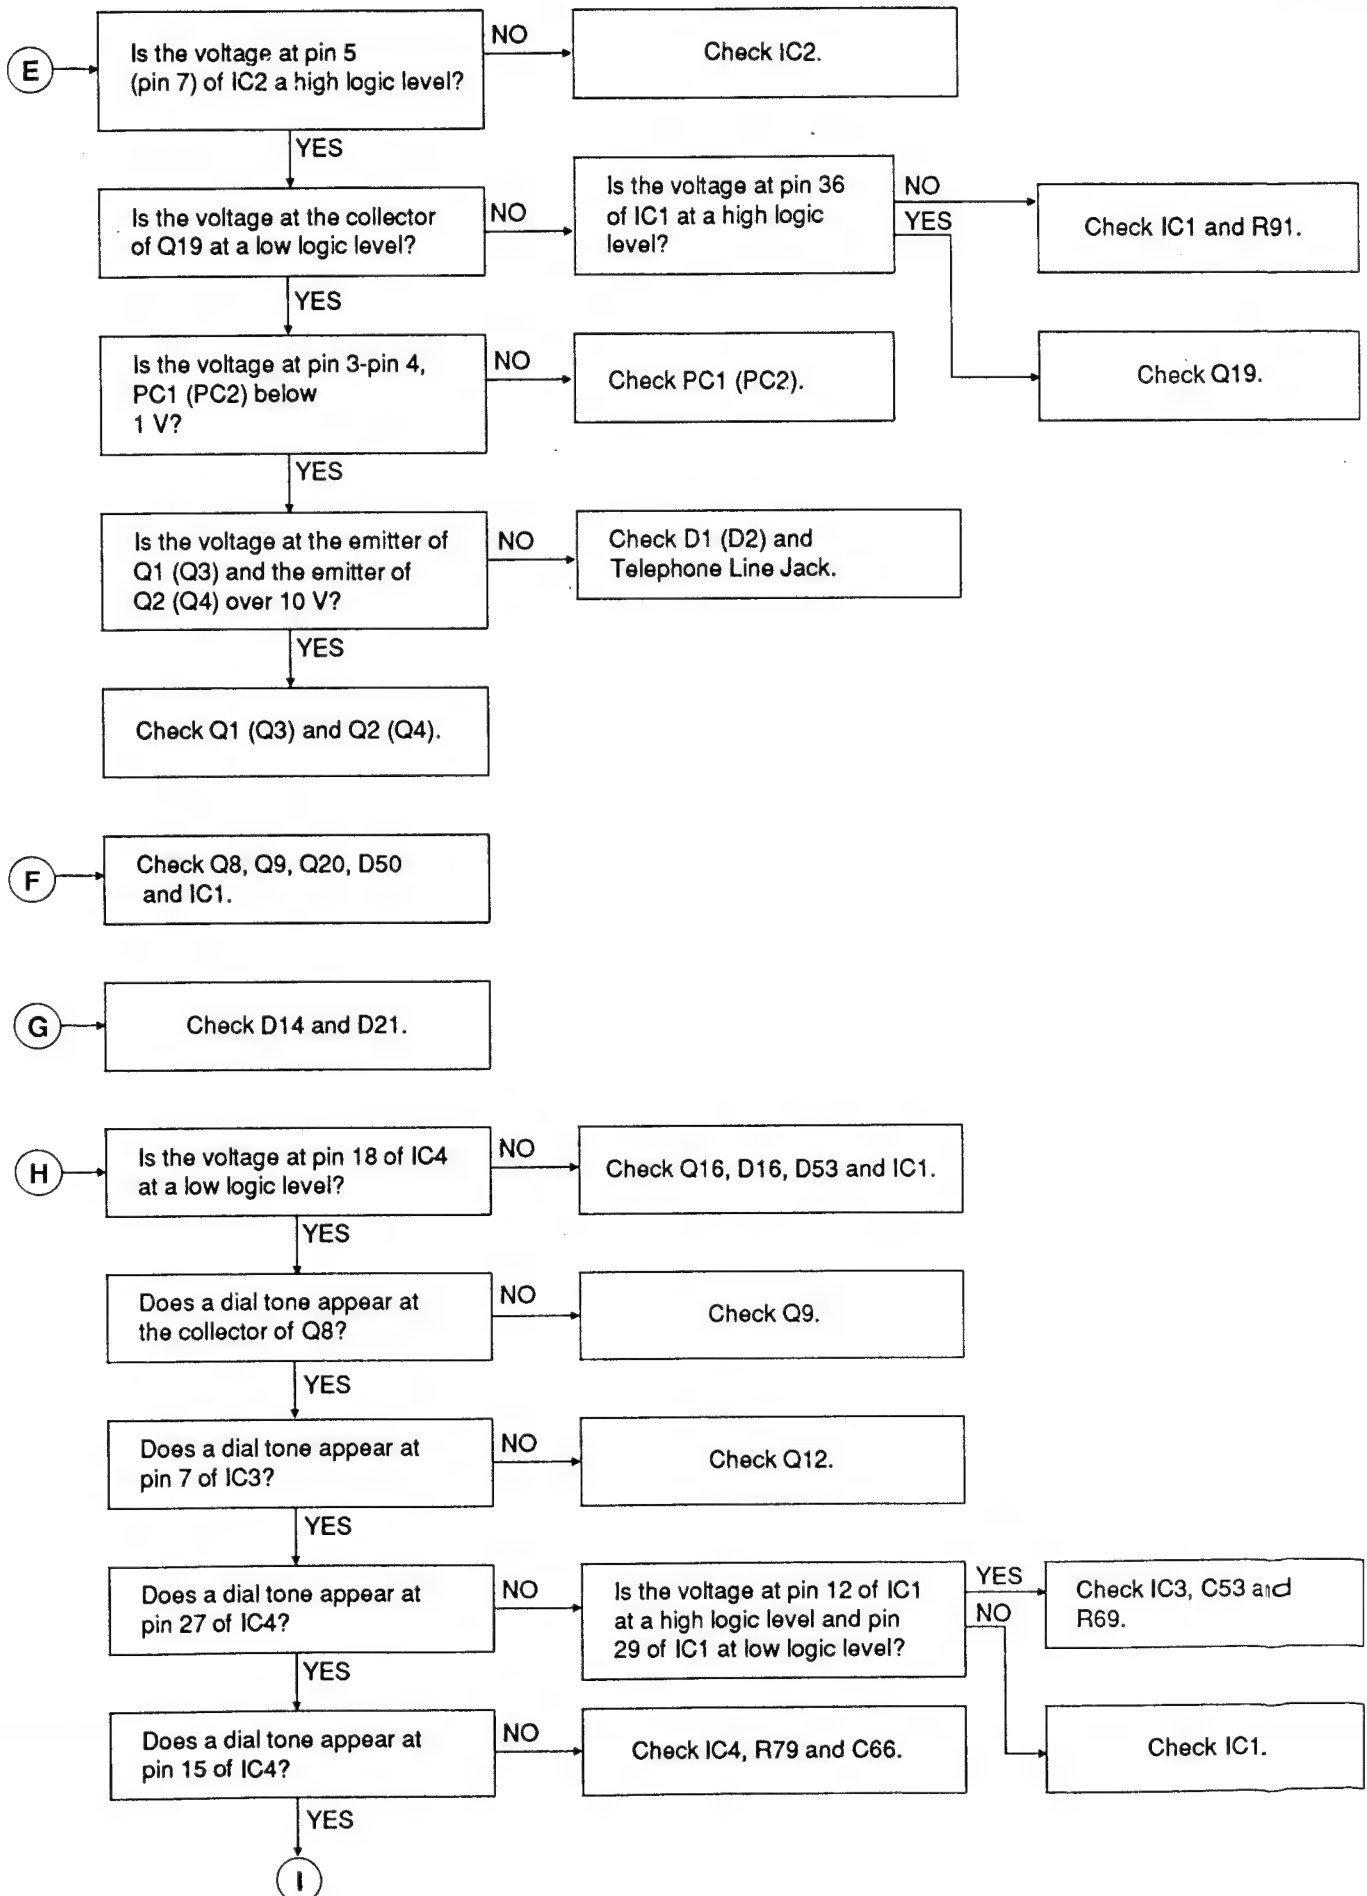 E
Is the voltage at pin 5
(pin 7) of IC2 a high logic level?
NO
Check IC2.
YES
Is the voltage at the collector
of Q19 at a low logic level?
NO
Is the voltage at pin 36
of IC1 at a high logic
level?
NO
YES
Check IC1 and R91.
Check Q19.
YES
Is the voltage at pin 3-pin 4,
PC1 (PC2) below
1 V?
NO
Check PC1 (PC2).
YES
Is the voltage at the emitter of
Q1 (Q3) and the emitter of
Q2 (Q4) over 10 V?
NO
Check D1 (D2) and
Telephone Line Jack.
YES
Check Q1 (Q3) and Q2 (Q4).
F
Check Q8, Q9, Q20, D50
and IC1.
G
Check D14 and D21.
H
Is the voltage at pin 18 of IC4
at a low logic level?
NO
Check Q16, D16, D53 and IC1.
YES
Does a dial tone appear at
the collector of Q8?
NO
Check Q9.
YES
Does a dial tone appear at
pin 7 of IC3?
NO
Check Q12.
YES
Does a dial tone appear at
pin 27 of IC4?
NO
Is the voltage at pin 12 of IC1
at a high logic level and pin
29 of IC1 at low logic level?
YES
NO
Check IC3, C53 and
R69.
Check IC1.
YES
Does a dial tone appear at
pin 15 of IC4?
NO
Check IC4, R79 and C66.
YES
I